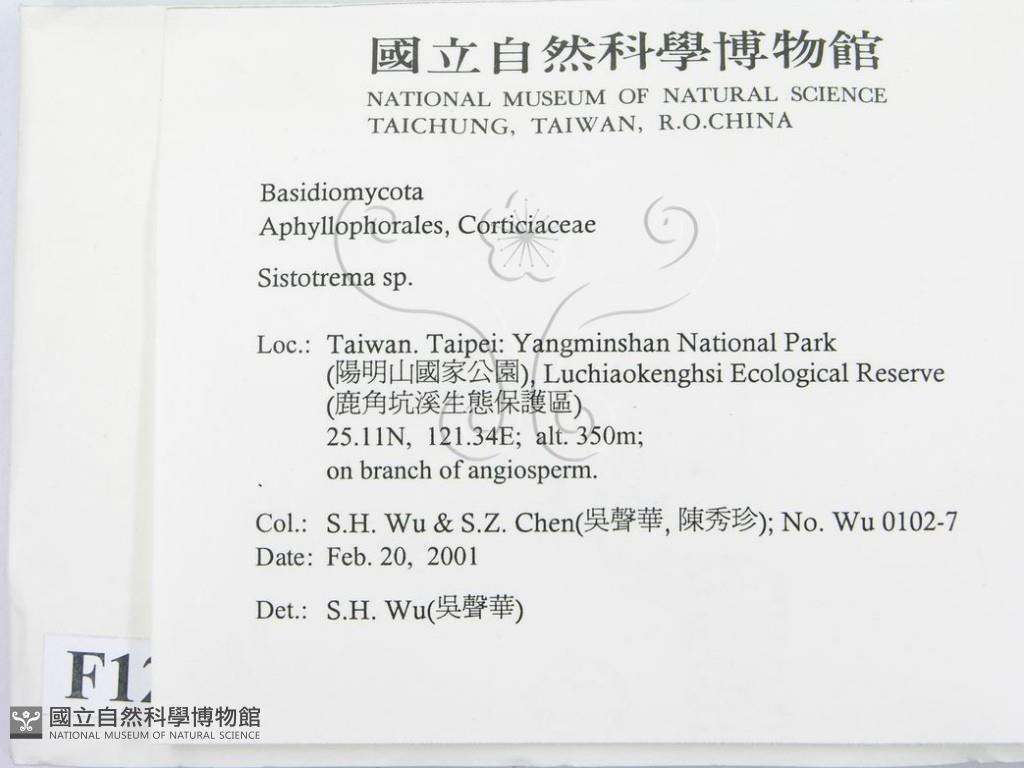 國立自然科學博物館
NATIONAL MUSEUM OF NATURAL SCIENCE
TAICHUNG, TAIWAN, R.O.CHINA
Basidiomycota
Aphyllophorales, Corticiaceae
Sistotrema sp.
Loc.: Taiwan. Taipei: Yangminshan National Park
(陽明山國家公園), Luchiaokenghsi Ecological Reserve
(鹿角坑溪生態保護區)
25.11N, 121.34E; alt. 350m;
on branch of angiosperm.
Col.: S.H. Wu & S.Z. Chen(吳聲華, 陳秀珍); No. Wu 0102-7
Date: Feb. 20, 2001
Det.: S.H. Wu(吳聲華)
國立自然科學博物館
NATIONAL MUSEUM OF NATURAL SCIENCE